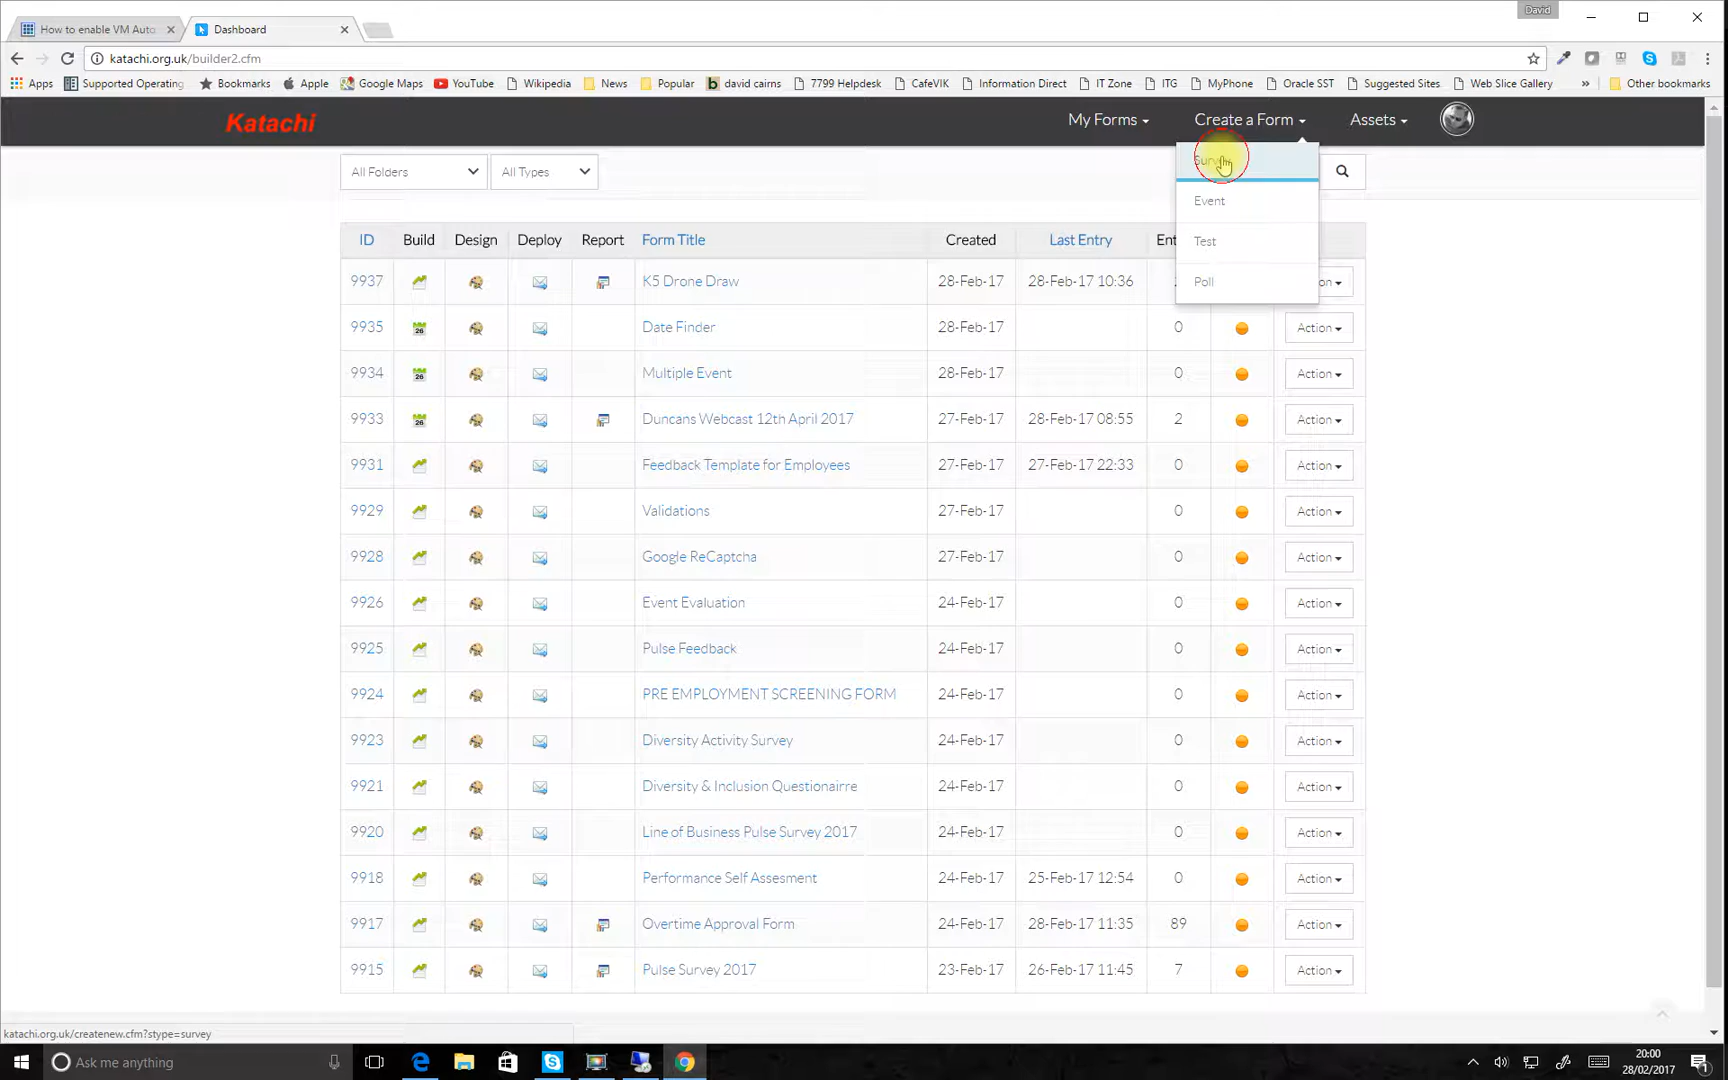 David
How to enable VM Auto
Dashboard
katachi.org.uk/builder2.cfm
Apps
Supported Operating
Bookmarks
Apple
Google Maps
YouTube
Wikipedia
News
Popular
david cairns
7799 Helpdesk
CafeVIK
Information Direct
IT Zone
ITG
MyPhone
Oracle SST
Suggested Sites
Web Slice Gallery
»
Other bookmarks
Katachi
My Forms
Create a Form
Assets
All Folders
All Types
Survey
Event
Test
Poll
ID Build Design Deploy Report Form Title Created Last Entry Ent
9937 K5 Drone Draw 28-Feb-17 28-Feb-17 10:36 on
9935 26 Date Finder 28-Feb-17 0 Action
9934 26 Multiple Event 28-Feb-17 0 Action
9933 26 Duncans Webcast 12th April 2017 27-Feb-17 28-Feb-17 08:55 2 Action
9931 Feedback Template for Employees 27-Feb-17 27-Feb-17 22:33 0 Action
9929 Validations 27-Feb-17 0 Action
9928 Google ReCaptcha 27-Feb-17 0 Action
9926 Event Evaluation 24-Feb-17 0 Action
9925 Pulse Feedback 24-Feb-17 0 Action
9924 PRE EMPLOYMENT SCREENING FORM 24-Feb-17 0 Action
9923 Diversity Activity Survey 24-Feb-17 0 Action
9921 Diversity & Inclusion Questionairre 24-Feb-17 0 Action
9920 Line of Business Pulse Survey 2017 24-Feb-17 0 Action
9918 Performance Self Assesment 24-Feb-17 25-Feb-17 12:54 0 Action
9917 Overtime Approval Form 24-Feb-17 28-Feb-17 11:35 89 Action
9915 Pulse Survey 2017 23-Feb-17 26-Feb-17 11:45 7 Action
katachi.org.uk/createnew.cfm?stype=survey
Ask me anything
20:00
28/02/2017
1